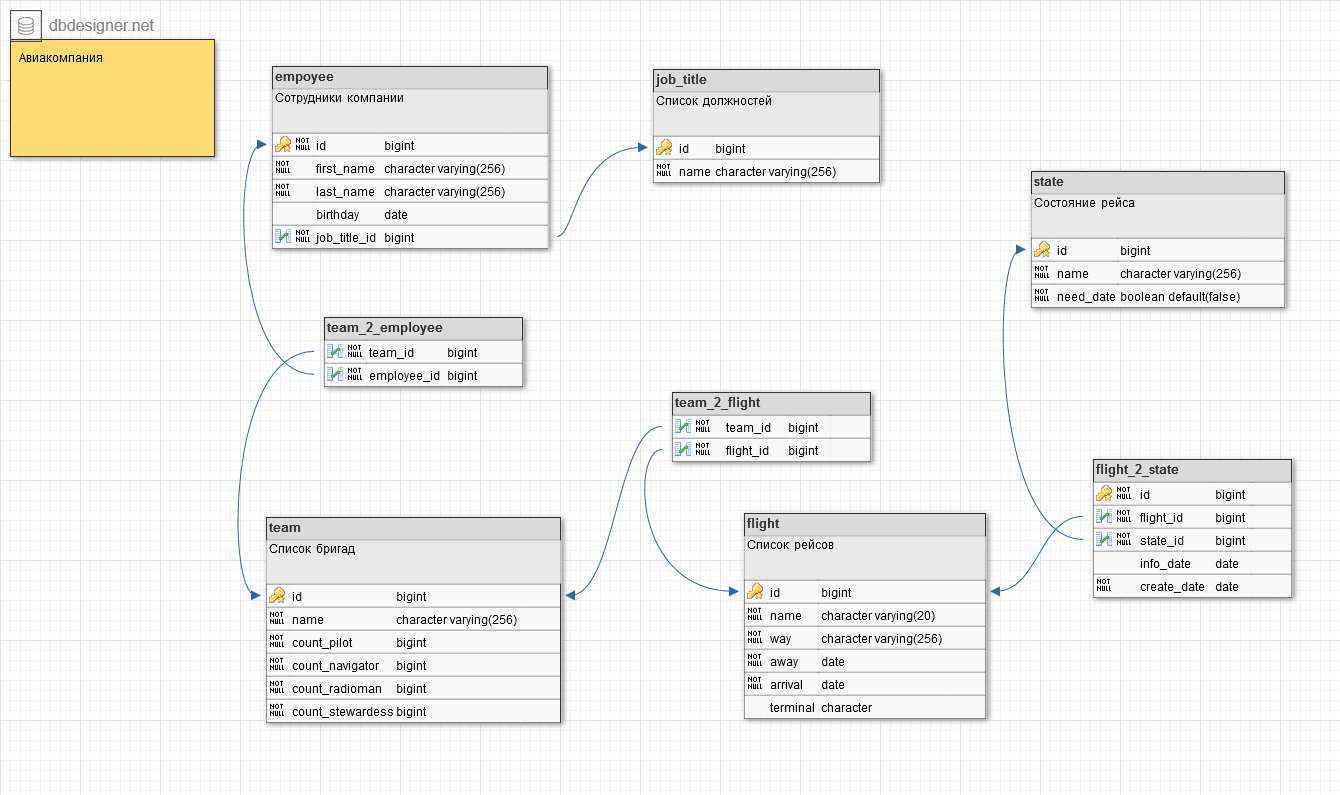 dbdesigner.net
Авиакомпания
empoyee
Сотрудники компании
NOT NULL id bigint
NOT NULL first_name character varying(256)
NOT NULL last_name character varying(256)
birthday date
NOT NULL job_title_id bigint
job_title
Список должностей
id bigint
NOT NULL name character varying(256)
state
Состояние рейса
id bigint
NOT NULL name character varying(256)
NOT NULL need_date boolean default(false)
team_2_employee
NOT NULL team_id bigint
NOT NULL employee_id bigint
team_2_flight
NOT NULL team_id bigint
NOT NULL flight_id bigint
flight_2_state
NOT NULL id bigint
NOT NULL flight_id bigint
NOT NULL state_id bigint
info_date date
NOT NULL create_date date
team
Список бригад
id bigint
NOT NULL name character varying(256)
NOT NULL count_pilot bigint
NOT NULL count_navigator bigint
NOT NULL count_radioman bigint
NOT NULL count_stewardess bigint
flight
Список рейсов
id bigint
NOT NULL name character varying(20)
NOT NULL way character varying(256)
NOT NULL away date
NOT NULL arrival date
terminal character